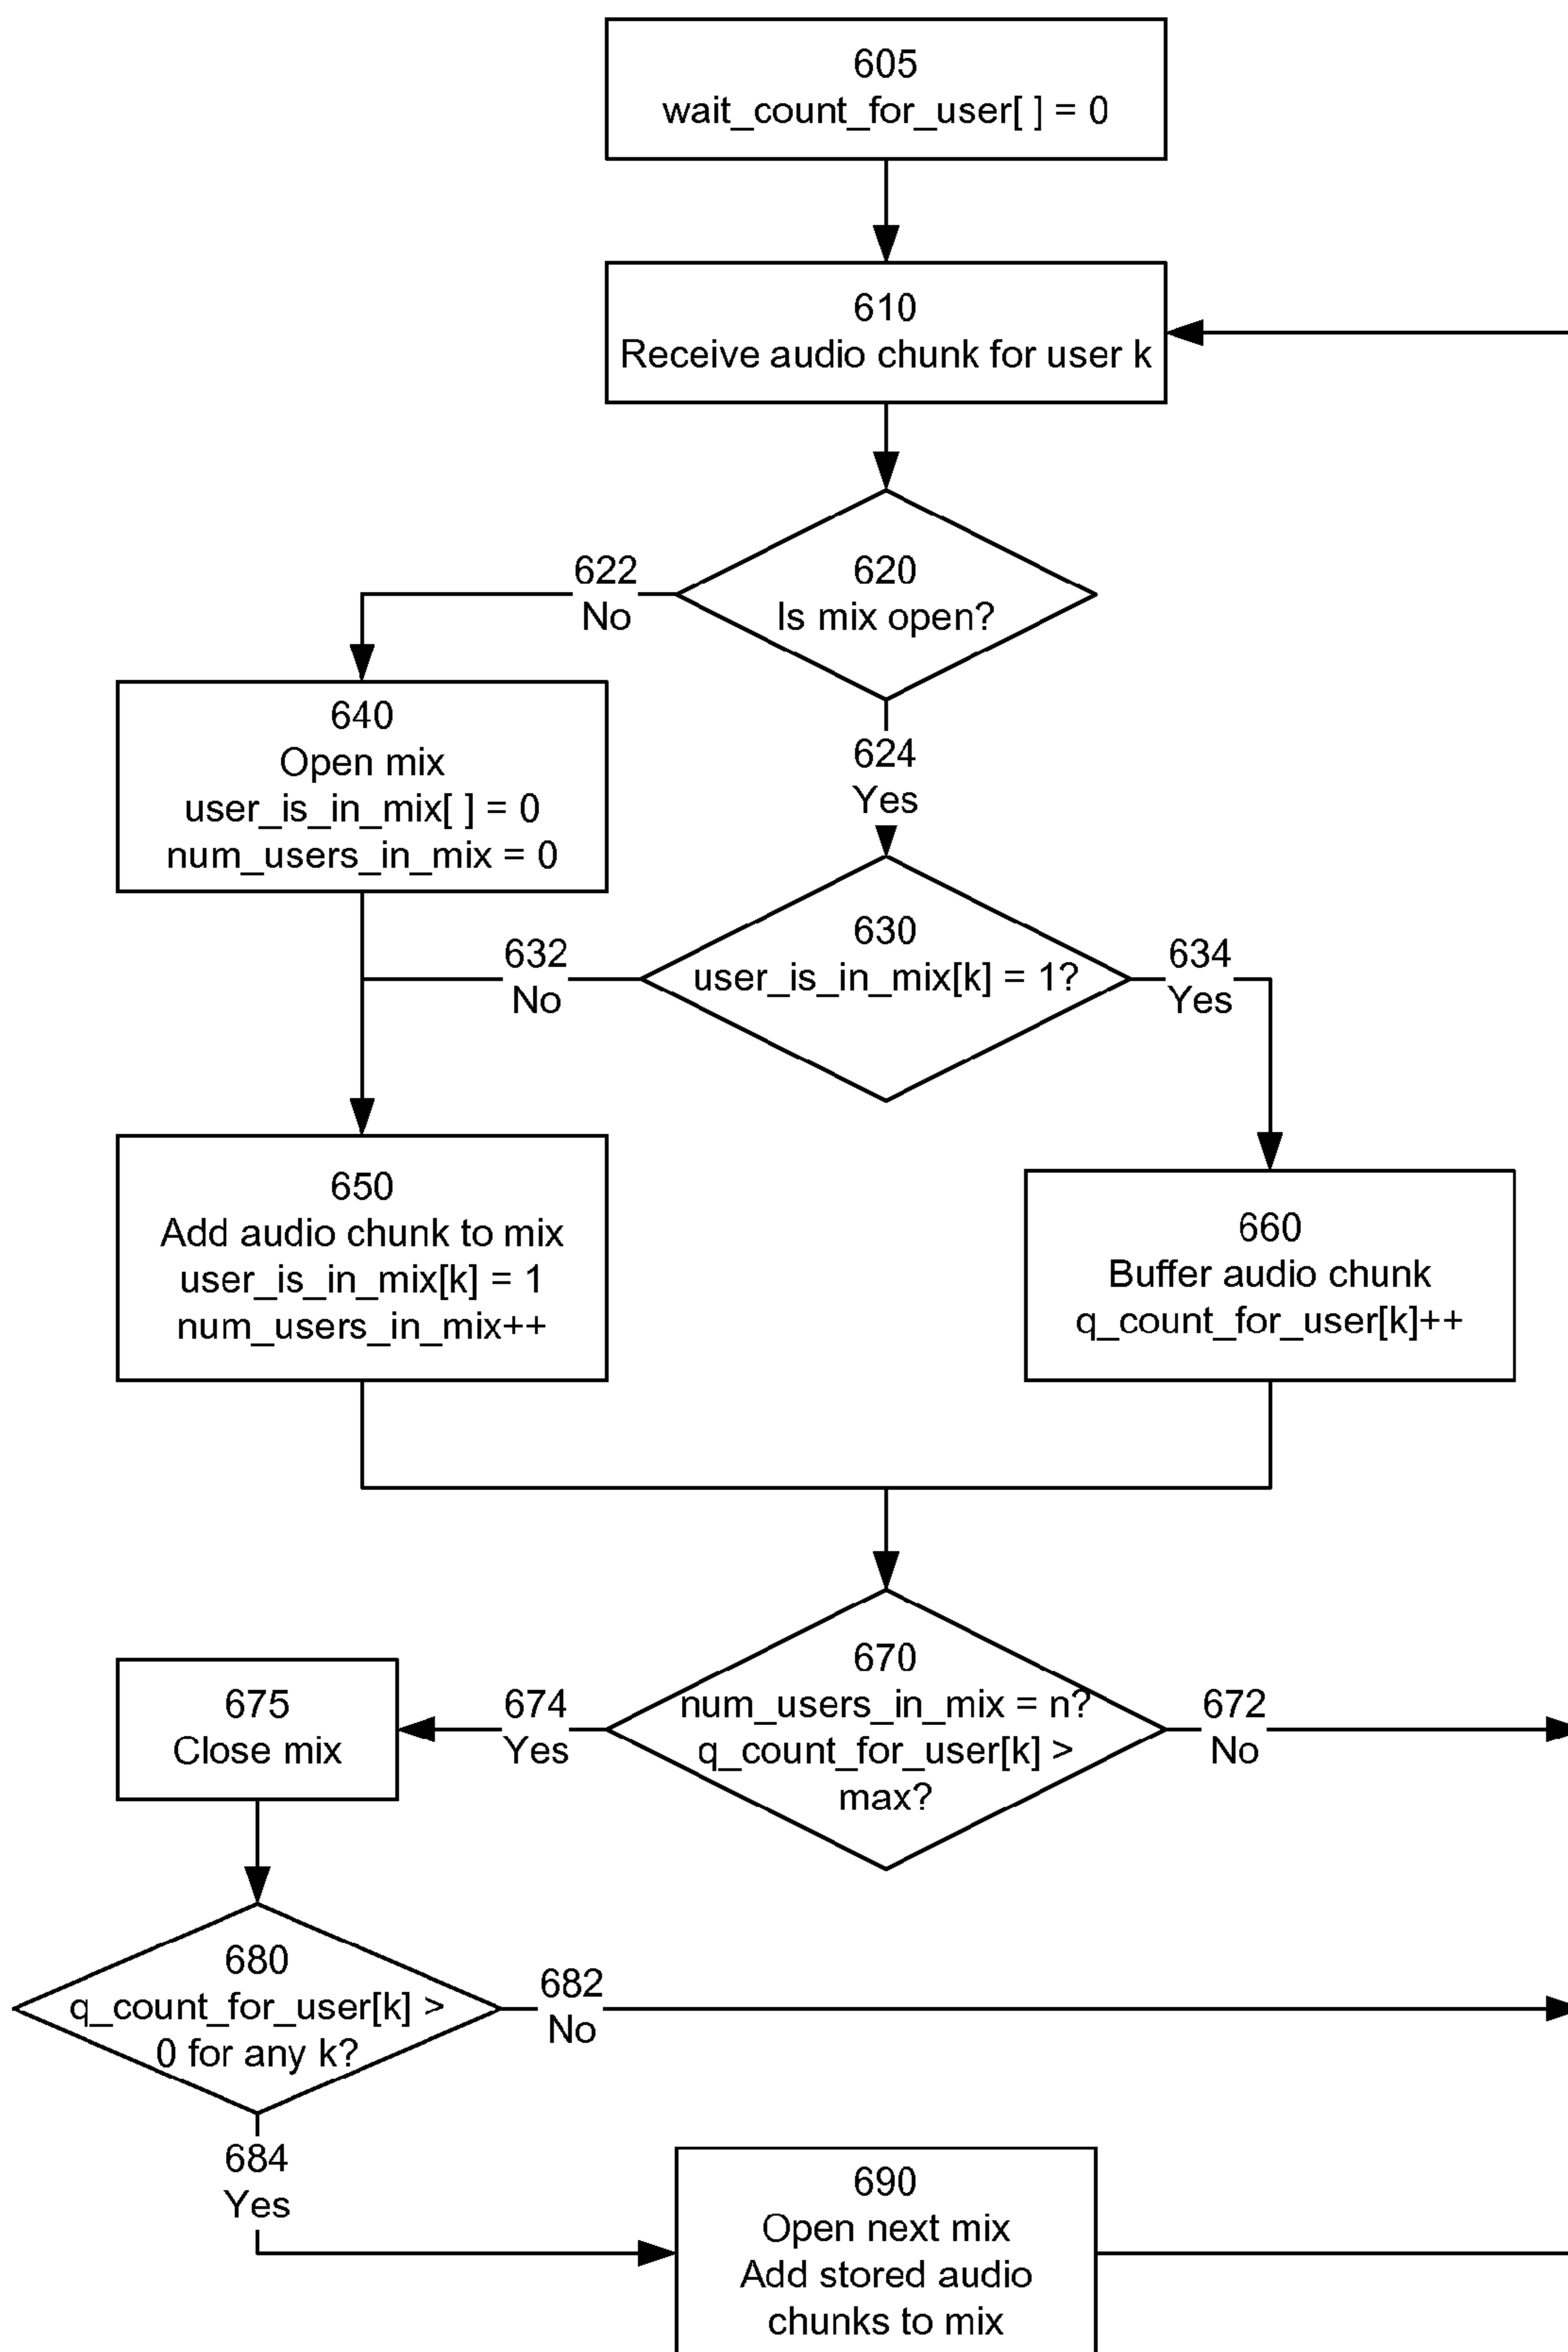 605
wait_count_for_user[ ] = 0
610
Receive audio chunk for user k
620
Is mix open?
622
No
624
Yes
640
Open mix
user_is_in_mix[ ] = 0
num_users_in_mix = 0
630
user_is_in_mix[k] = 1?
632
No
634
Yes
650
Add audio chunk to mix
user_is_in_mix[k] = 1
num_users_in_mix++
660
Buffer audio chunk
q_count_for_user[k]++
670
num_users_in_mix = n?
q_count_for_user[k] >
max?
672
No
674
Yes
675
Close mix
680
q_count_for_user[k] >
0 for any k?
682
No
684
Yes
690
Open next mix
Add stored audio
chunks to mix